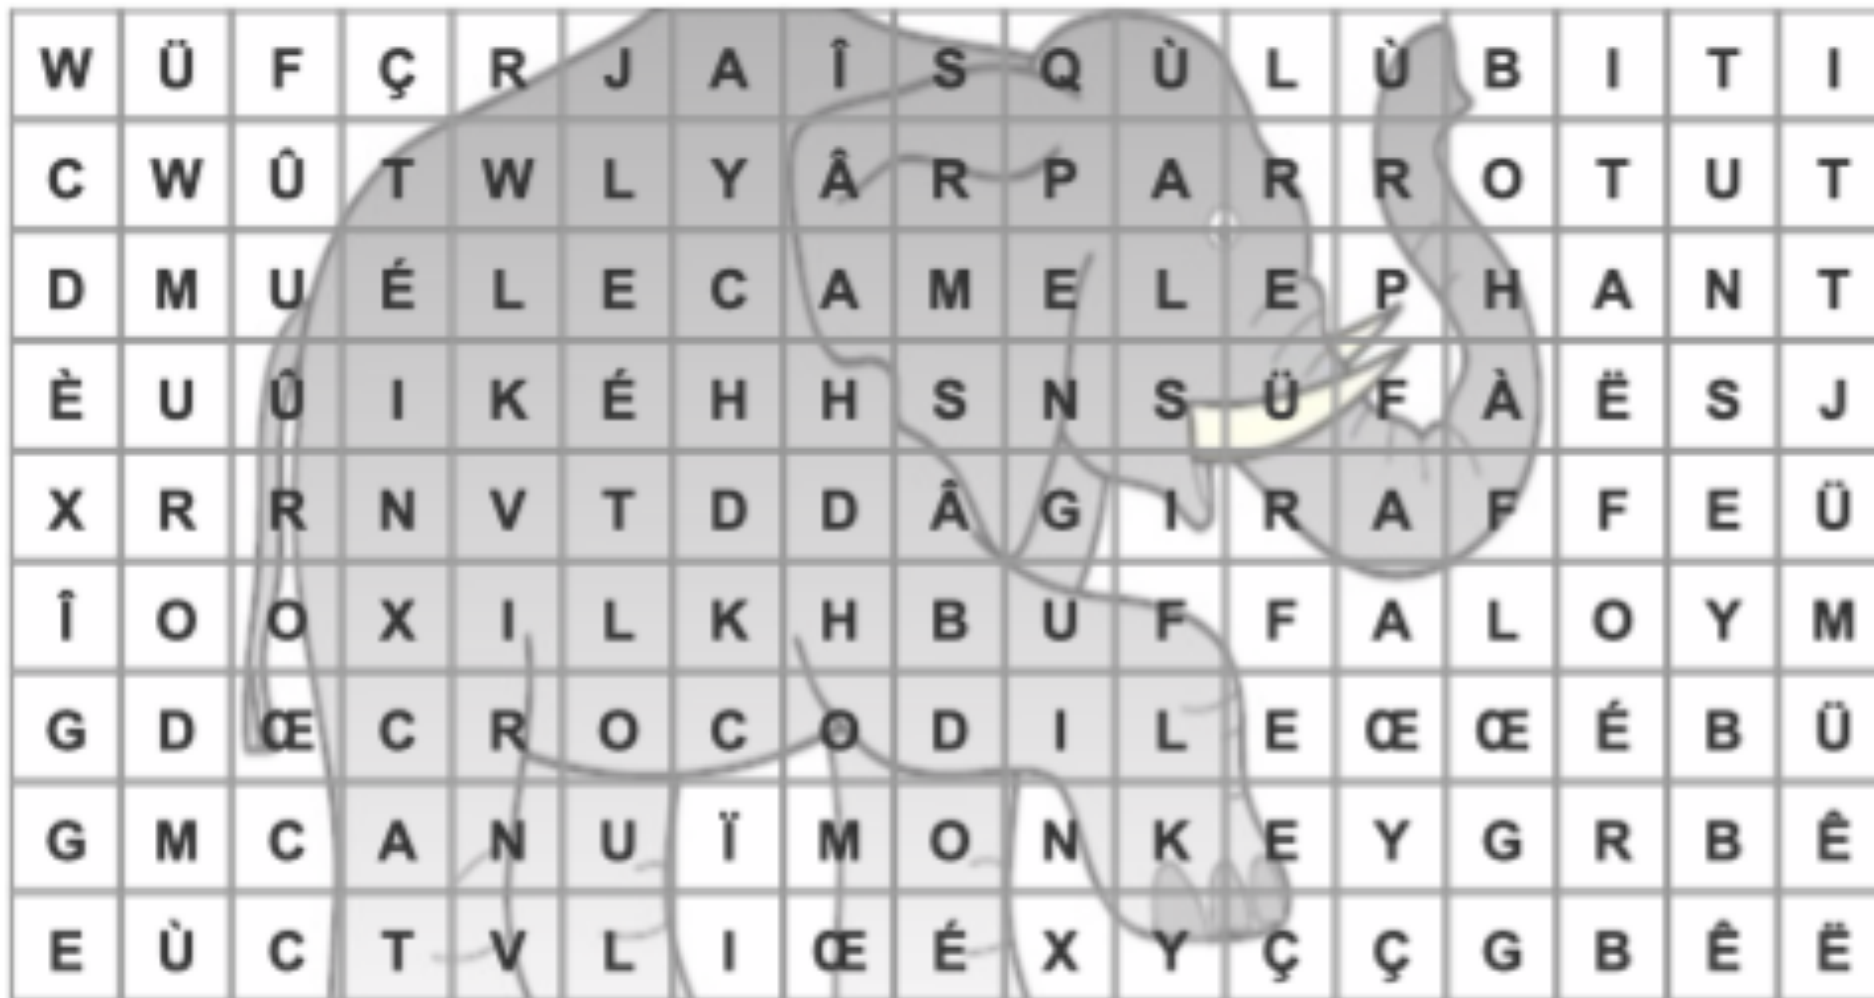 W Ü F Ç R J A Î S Q Ù L Ù B I T I
C W Û T W L Y Â R P A R R O T U T
D M U É L E C A M E L E P H A N T
È U Û I K É H H S N S Ü F À Ë S J
X R R N V T D D Â G I R A F F E Ü
Î O O X I L K H B U F F A L O Y M
G D Œ C R O C O D I L E Œ Œ É B Ü
G M C A N U Ï M O N K E Y G R B Ê
E Ù C T V L I Œ É X Y Ç Ç G B Ê Ë